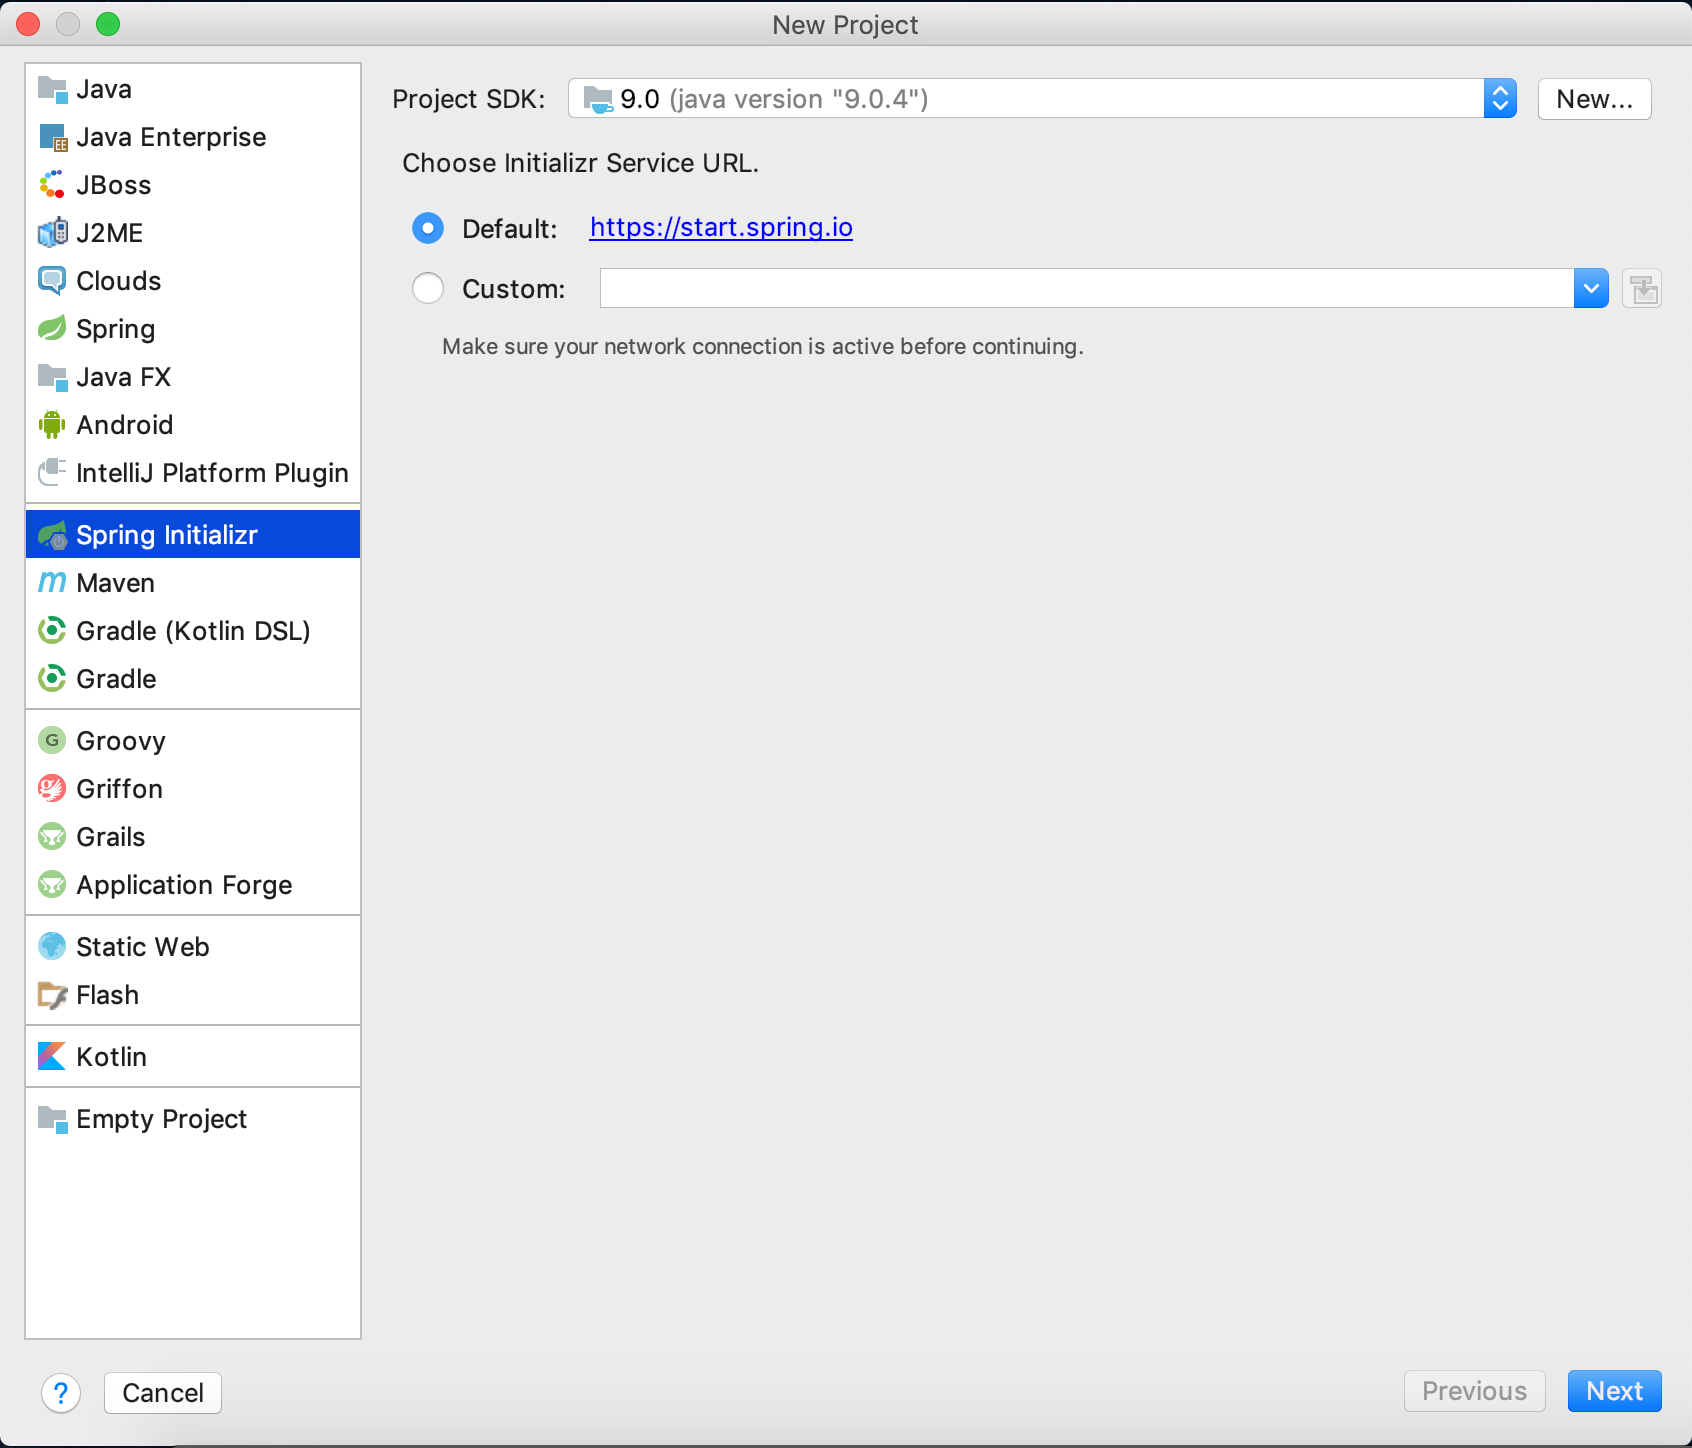 New Project
Java
Java Enterprise
JBoss
J2ME
Clouds
Spring
Java FX
Android
IntelliJ Platform Plugin
Spring Initializr
Maven
Gradle (Kotlin DSL)
Gradle
G Groovy
Griffon
Grails
Application Forge
Static Web
Flash
Kotlin
Empty Project
Project SDK: 9.0 (java version "9.0.4") New...
Choose Initializr Service URL.
Default: https://start.spring.io
Custom:
Make sure your network connection is active before continuing.
? Cancel Previous Next